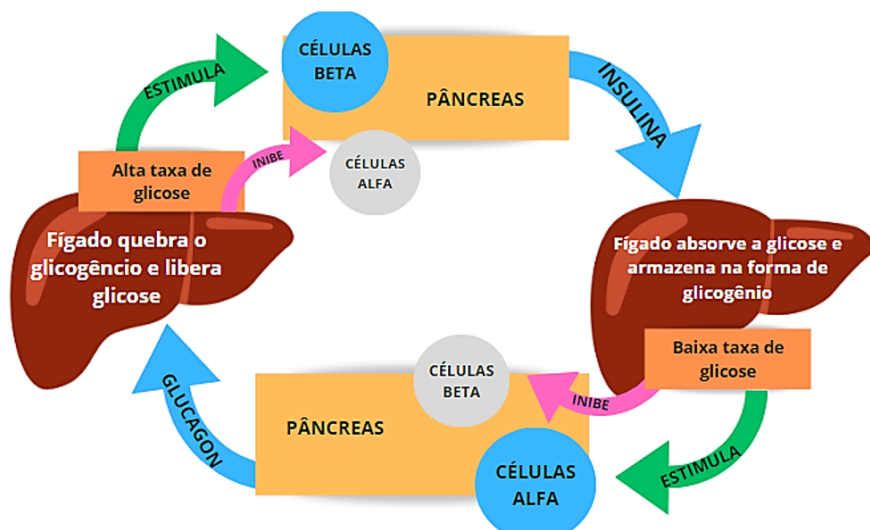 CÉLULAS
BETA
PÂNCREAS
ESTIMULA
INSULINA
INIBE
CÉLULAS
ALFA
Alta taxa de
glicose
Fígado quebra o
glicogêncio e libera
glicose
Fígado absorve a glicose e
armazena na forma de
glicogênio
Baixa taxa de
glicose
CÉLULAS
BETA
INIBE
GLUCAGON
PÂNCREAS
CÉLULAS
ALFA
ESTIMULA